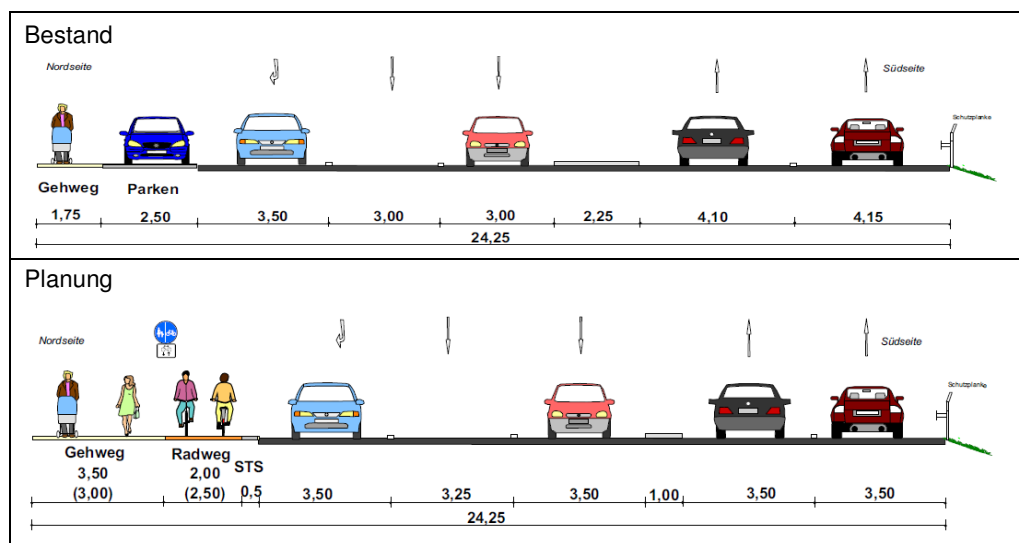 Bestand
Nordseite
Südseite
Schutzplanke
Gehweg
Parken
1,75
2,50
3,50
3,00
3,00
2,25
4,10
4,15
24,25
Planung
Nordseite
Südseite
Schutzplanke
Gehweg
3,50
(3,00)
Radweg
2,00
(2,50)
STS
0,5
3,50
3,25
3,50
1,00
3,50
3,50
24,25